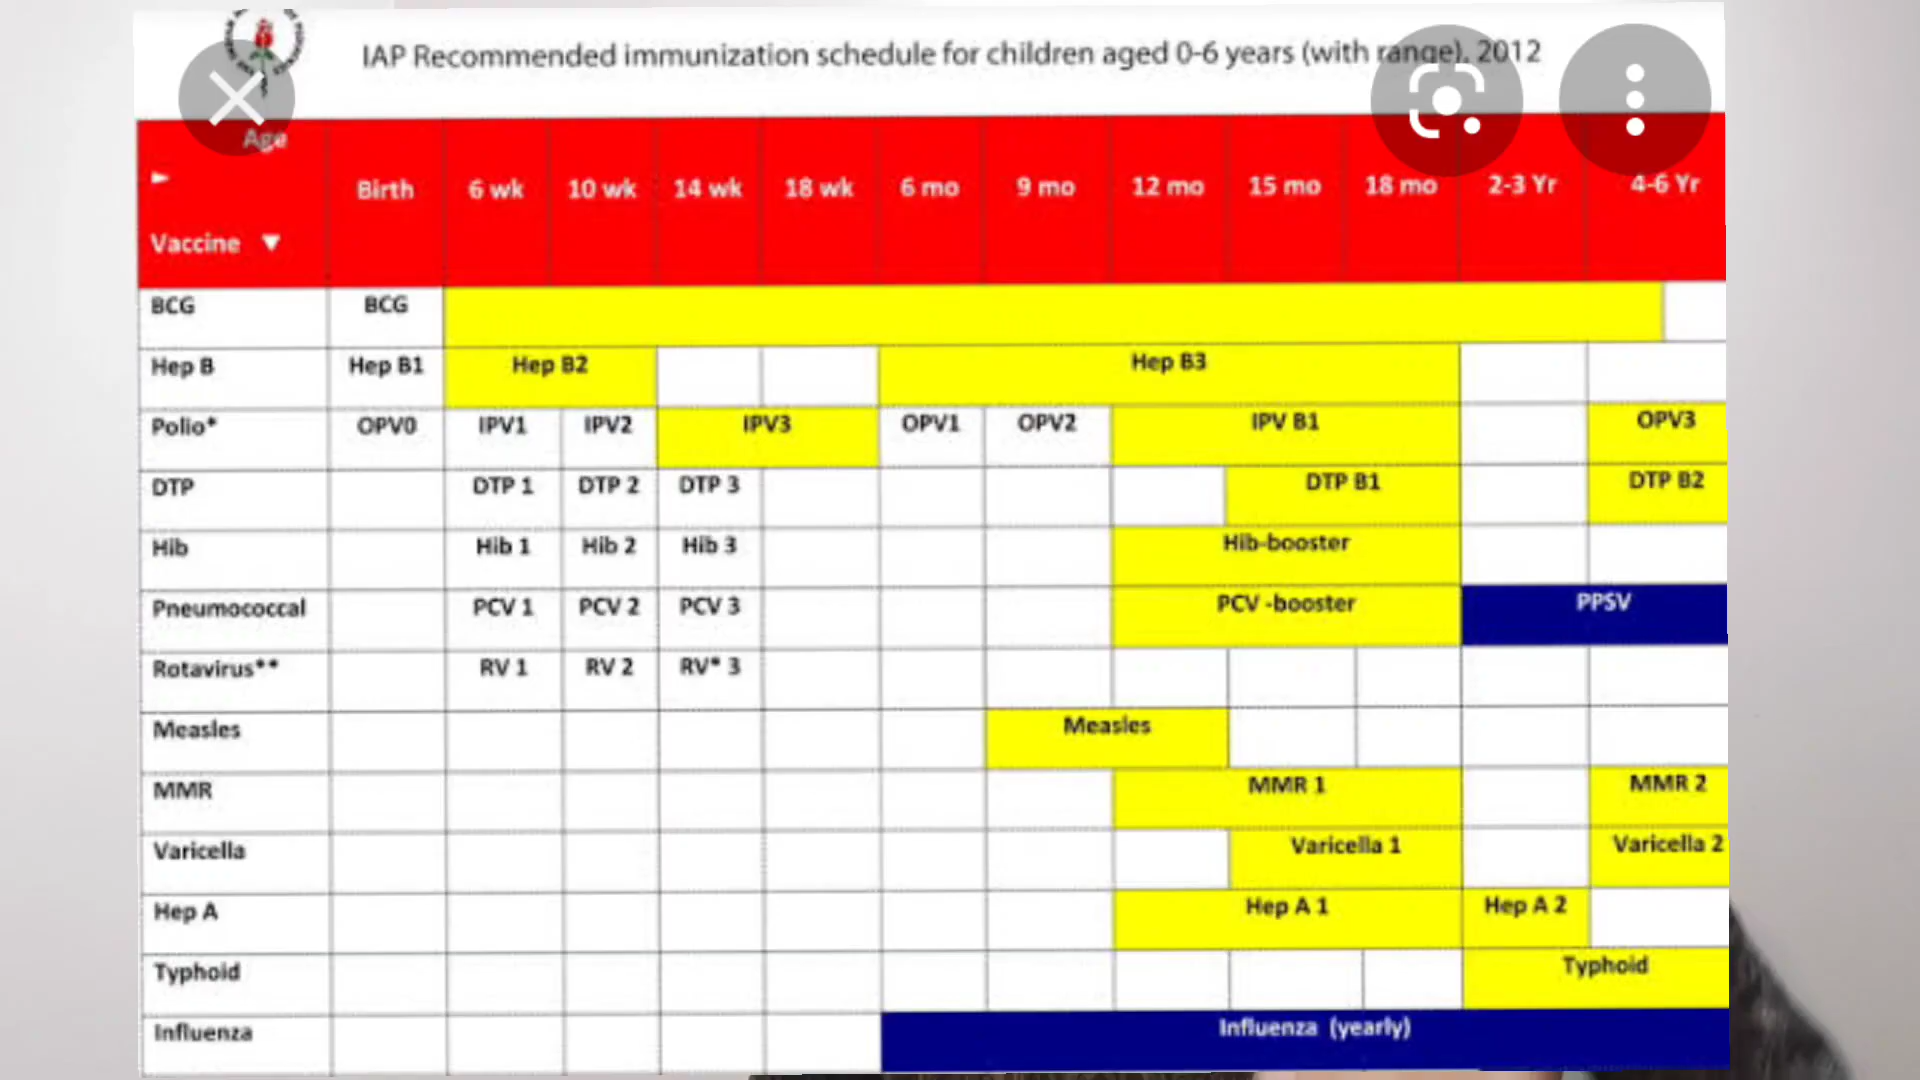 IAP Recommended immunization schedule for children aged 0-6 years (with range), 2012
Age
Vaccine
Birth 6 wk 10 wk 14 wk 18 wk 6 mo 9 mo 12 mo 15 mo 18 mo 2-3 Yr 4-6 Yr
BCG BCG
Hep B Hep B1 Hep B2 Hep B3
Polio* OPV0 IPV1 IPV2 IPV3 OPV1 OPV2 IPV B1 OPV3
DTP DTP 1 DTP 2 DTP 3 DTP B1 DTP B2
Hib Hib 1 Hib 2 Hib 3 Hib-booster
Pneumococcal PCV 1 PCV 2 PCV 3 PCV -booster PPSV
Rotavirus** RV 1 RV 2 RV* 3
Measles Measles
MMR MMR 1 MMR 2
Varicella Varicella 1 Varicella 2
Hep A Hep A 1 Hep A 2
Typhoid Typhoid
Influenza Influenza (yearly)